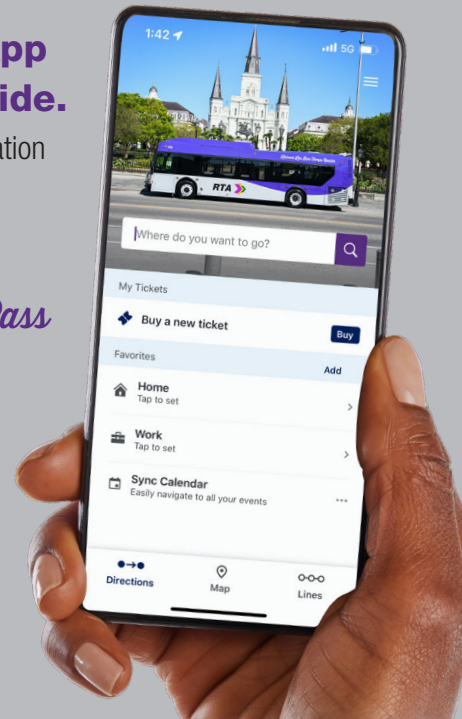 pp
ide.
ation
Pass
1:42
5G
RTA
Where do you want to go?
My Tickets
Buy a new ticket
Buy
Favorites
Add
Home
Tap to set
Work
Tap to set
Sync Calendar
Easily navigate to all your events
Directions
Map
Lines